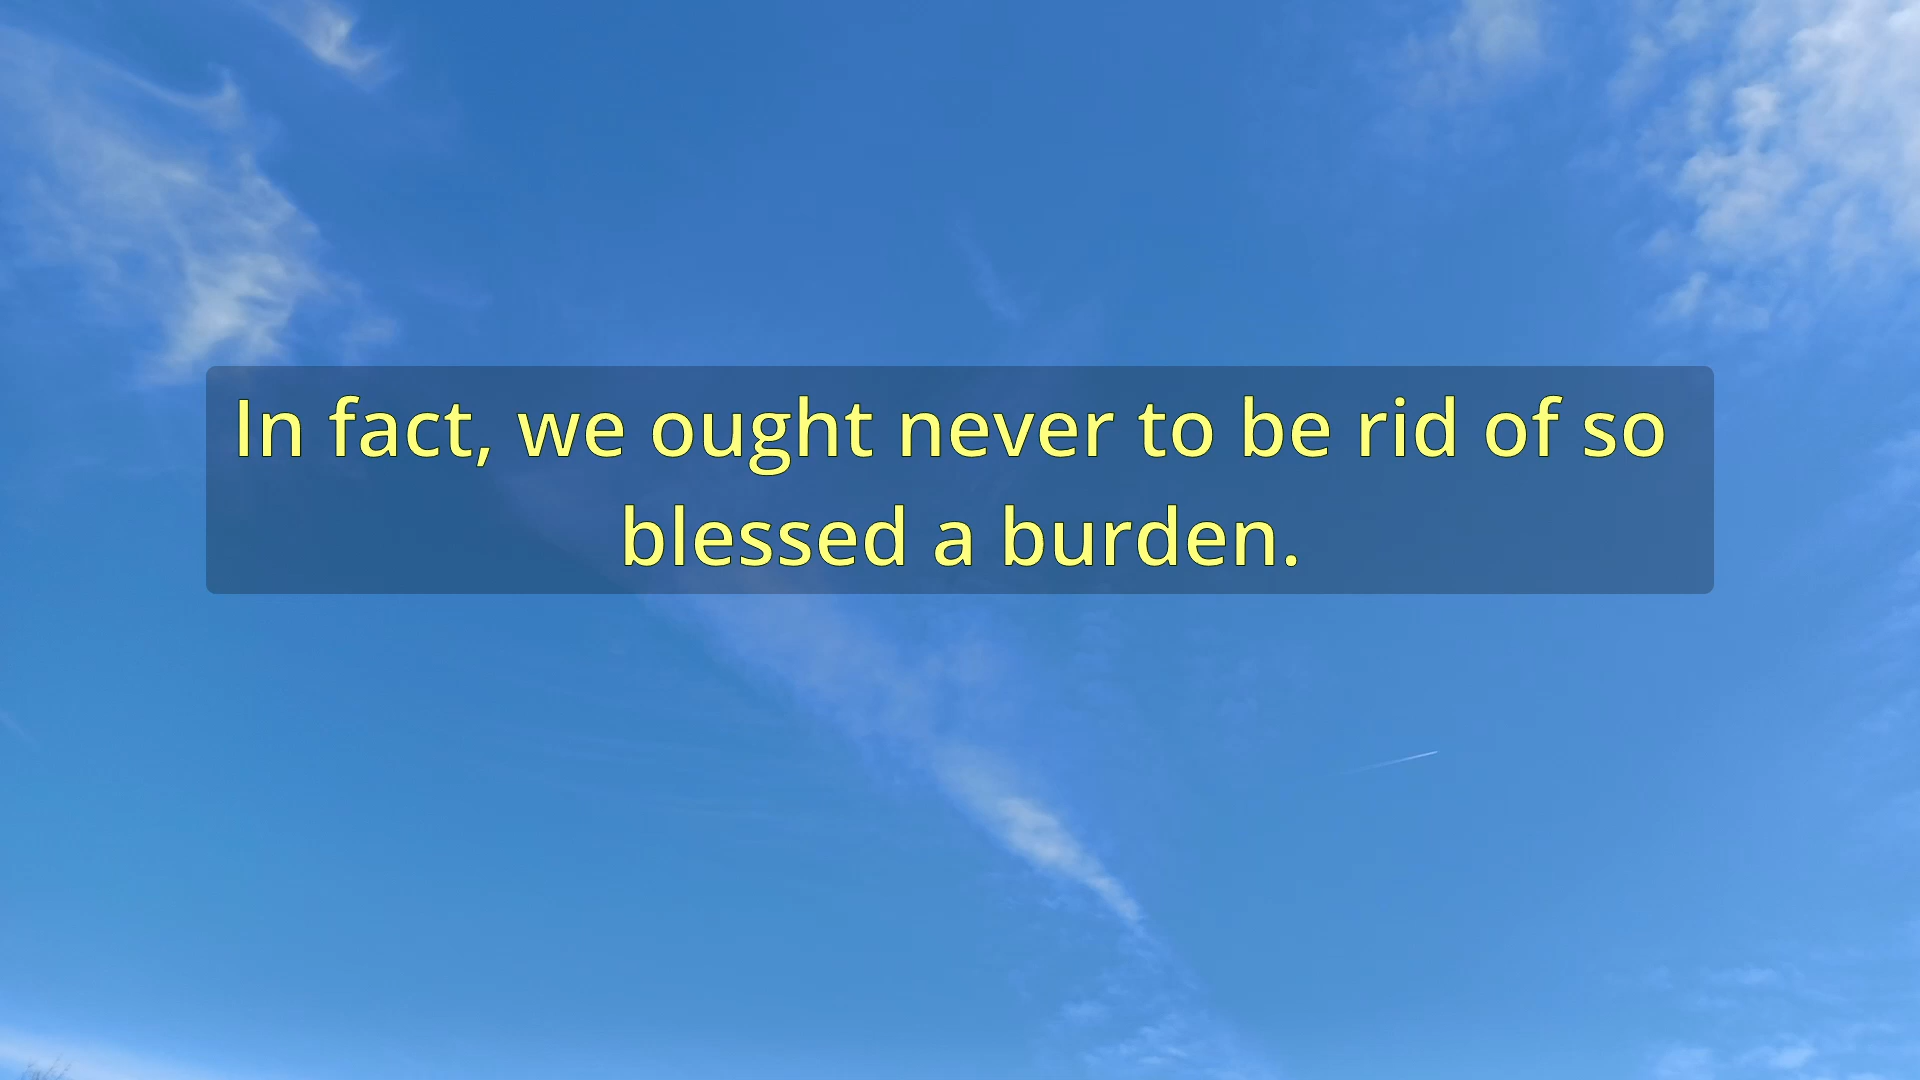 In fact, we ought never to be rid of so
blessed a burden.